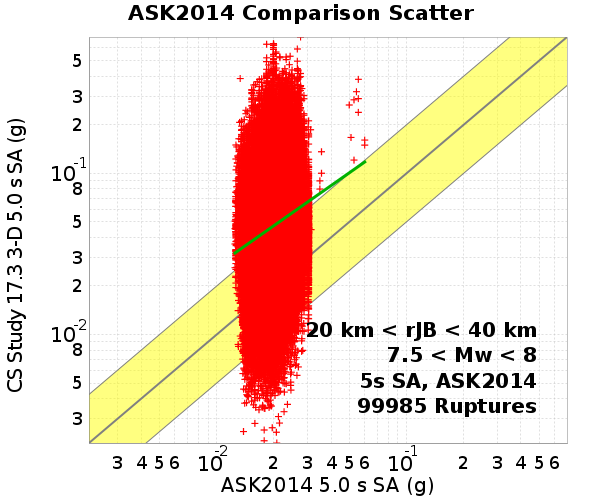 ASK2014 Comparison Scatter
CS Study 17.3 3-D 5.0 s SA (g)
5
3
2
10-1
8
5
3
2
10-2
8
5
3
20 km < rJB < 40 km
7.5 < Mw < 8
5s SA, ASK2014
99985 Ruptures
3 4 5 6 10-2 2 3 4 5 6 10-1 2 3 4 5 6
ASK2014 5.0 s SA (g)